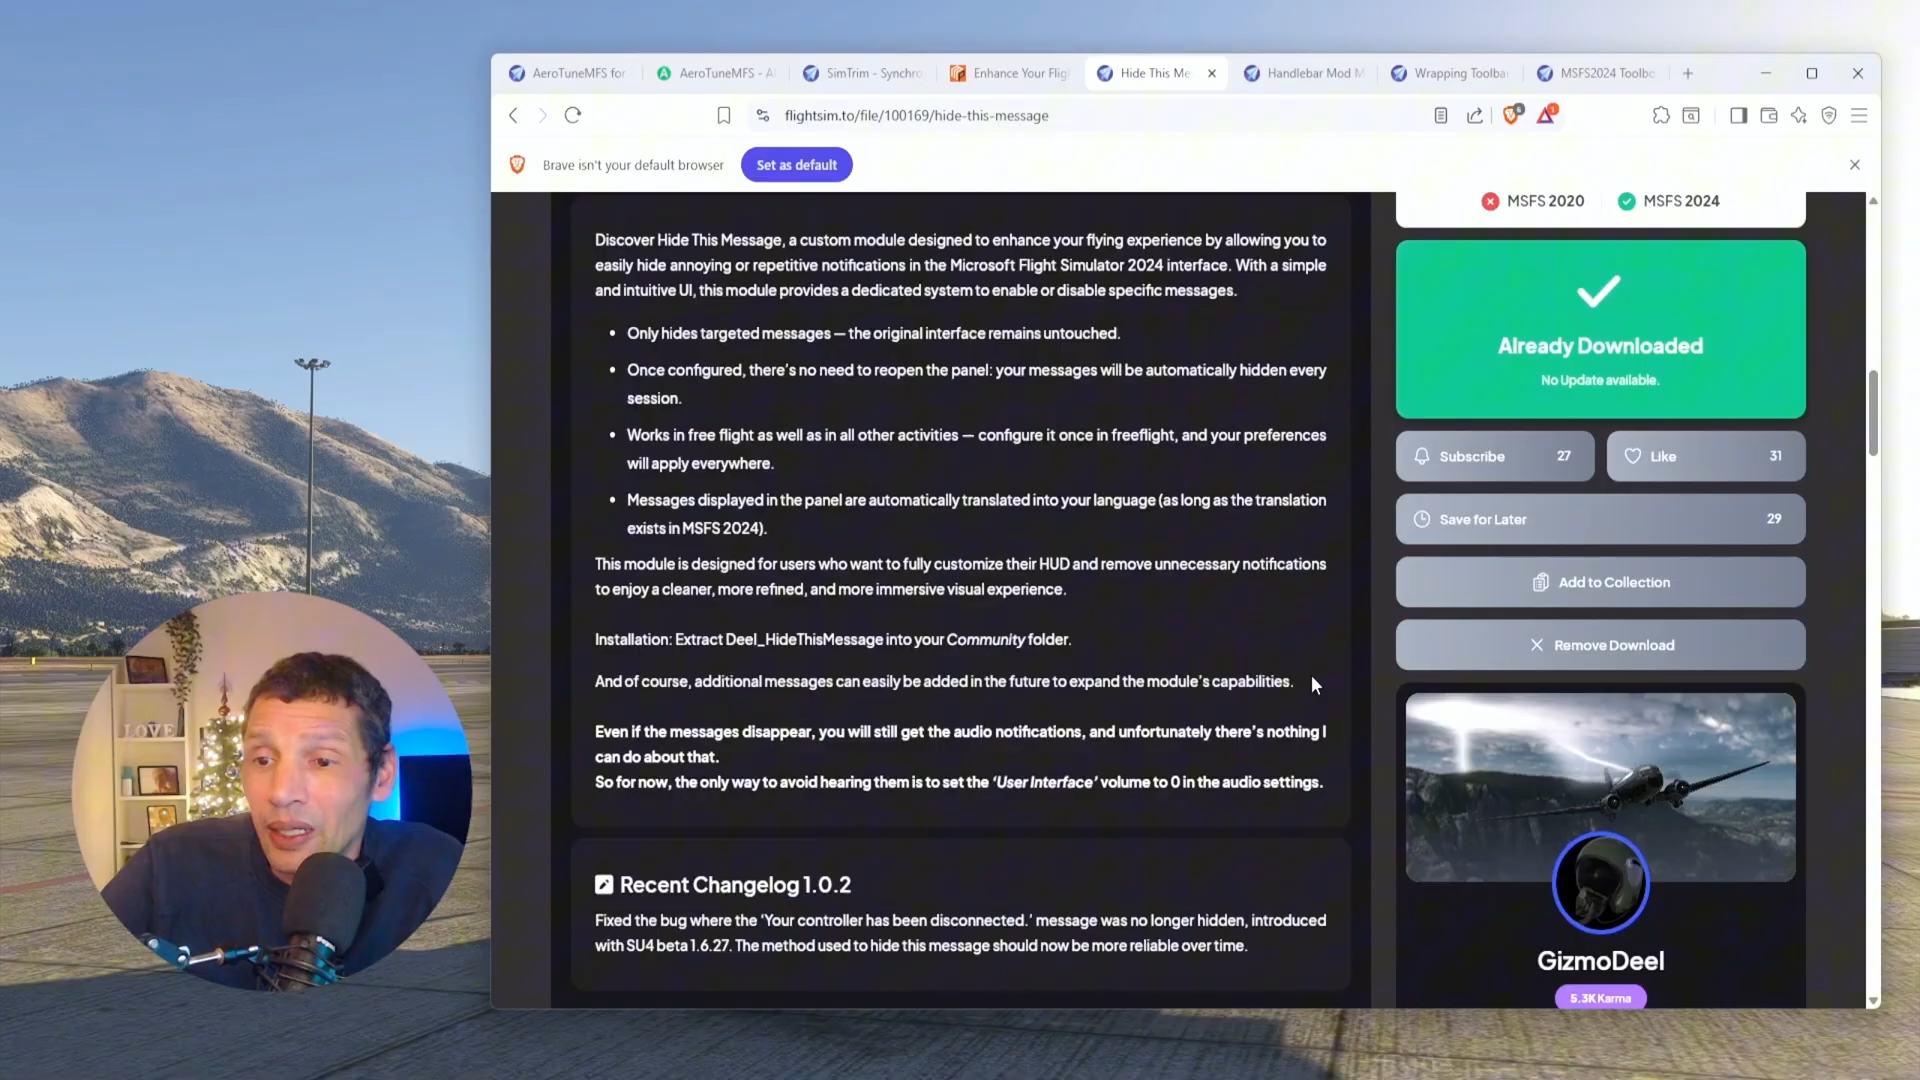 AeroTuneMFS for
AeroTuneMFS - A
SimTrim - Synchro
Enhance Your Flig
Hide This Me
Handlebar Mod M
Wrapping Toolba
MSFS2024 Toolbo
flightsim.to/file/100169/hide-this-message
6
1
Brave isn't your default browser
Set as default
MSFS 2020
MSFS 2024
Discover Hide This Message, a custom module designed to enhance your flying experience by allowing you to
easily hide annoying or repetitive notifications in the Microsoft Flight Simulator 2024 interface. With a simple
and intuitive UI, this module provides a dedicated system to enable or disable specific messages.
Only hides targeted messages — the original interface remains untouched.
Once configured, there's no need to reopen the panel: your messages will be automatically hidden every
session.
Works in free flight as well as in all other activities — configure it once in freeflight, and your preferences
will apply everywhere.
Messages displayed in the panel are automatically translated into your language (as long as the translation
exists in MSFS 2024).
This module is designed for users who want to fully customize their HUD and remove unnecessary notifications
to enjoy a cleaner, more refined, and more immersive visual experience.
Installation: Extract Deel_HideThisMessage into your Community folder.
And of course, additional messages can easily be added in the future to expand the module's capabilities.
Even if the messages disappear, you will still get the audio notifications, and unfortunately there's nothing I
can do about that.
So for now, the only way to avoid hearing them is to set the 'User Interface' volume to 0 in the audio settings.
Recent Changelog 1.0.2
Fixed the bug where the 'Your controller has been disconnected.' message was no longer hidden, introduced
with SU4 beta 1.6.27. The method used to hide this message should now be more reliable over time.
Already Downloaded
No Update available.
Subscribe 27
Like 31
Save for Later 29
Add to Collection
Remove Download
GizmoDeel
5.3K Karma
LOVE